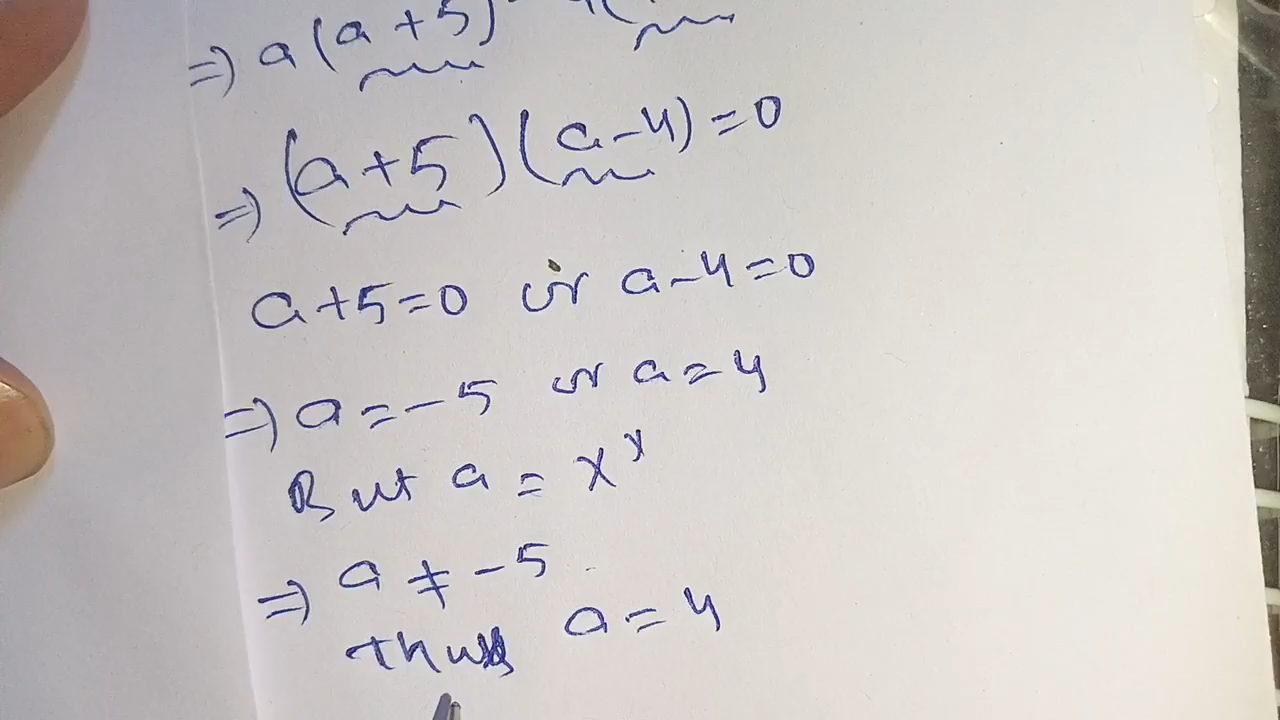 ⇒ a(a+5)
⇒ (a+5)(a-4)=0
a+5=0 or a-4=0
⇒ a=-5 or a=4
But a = x^x
⇒ a ≠ -5
thus a=4